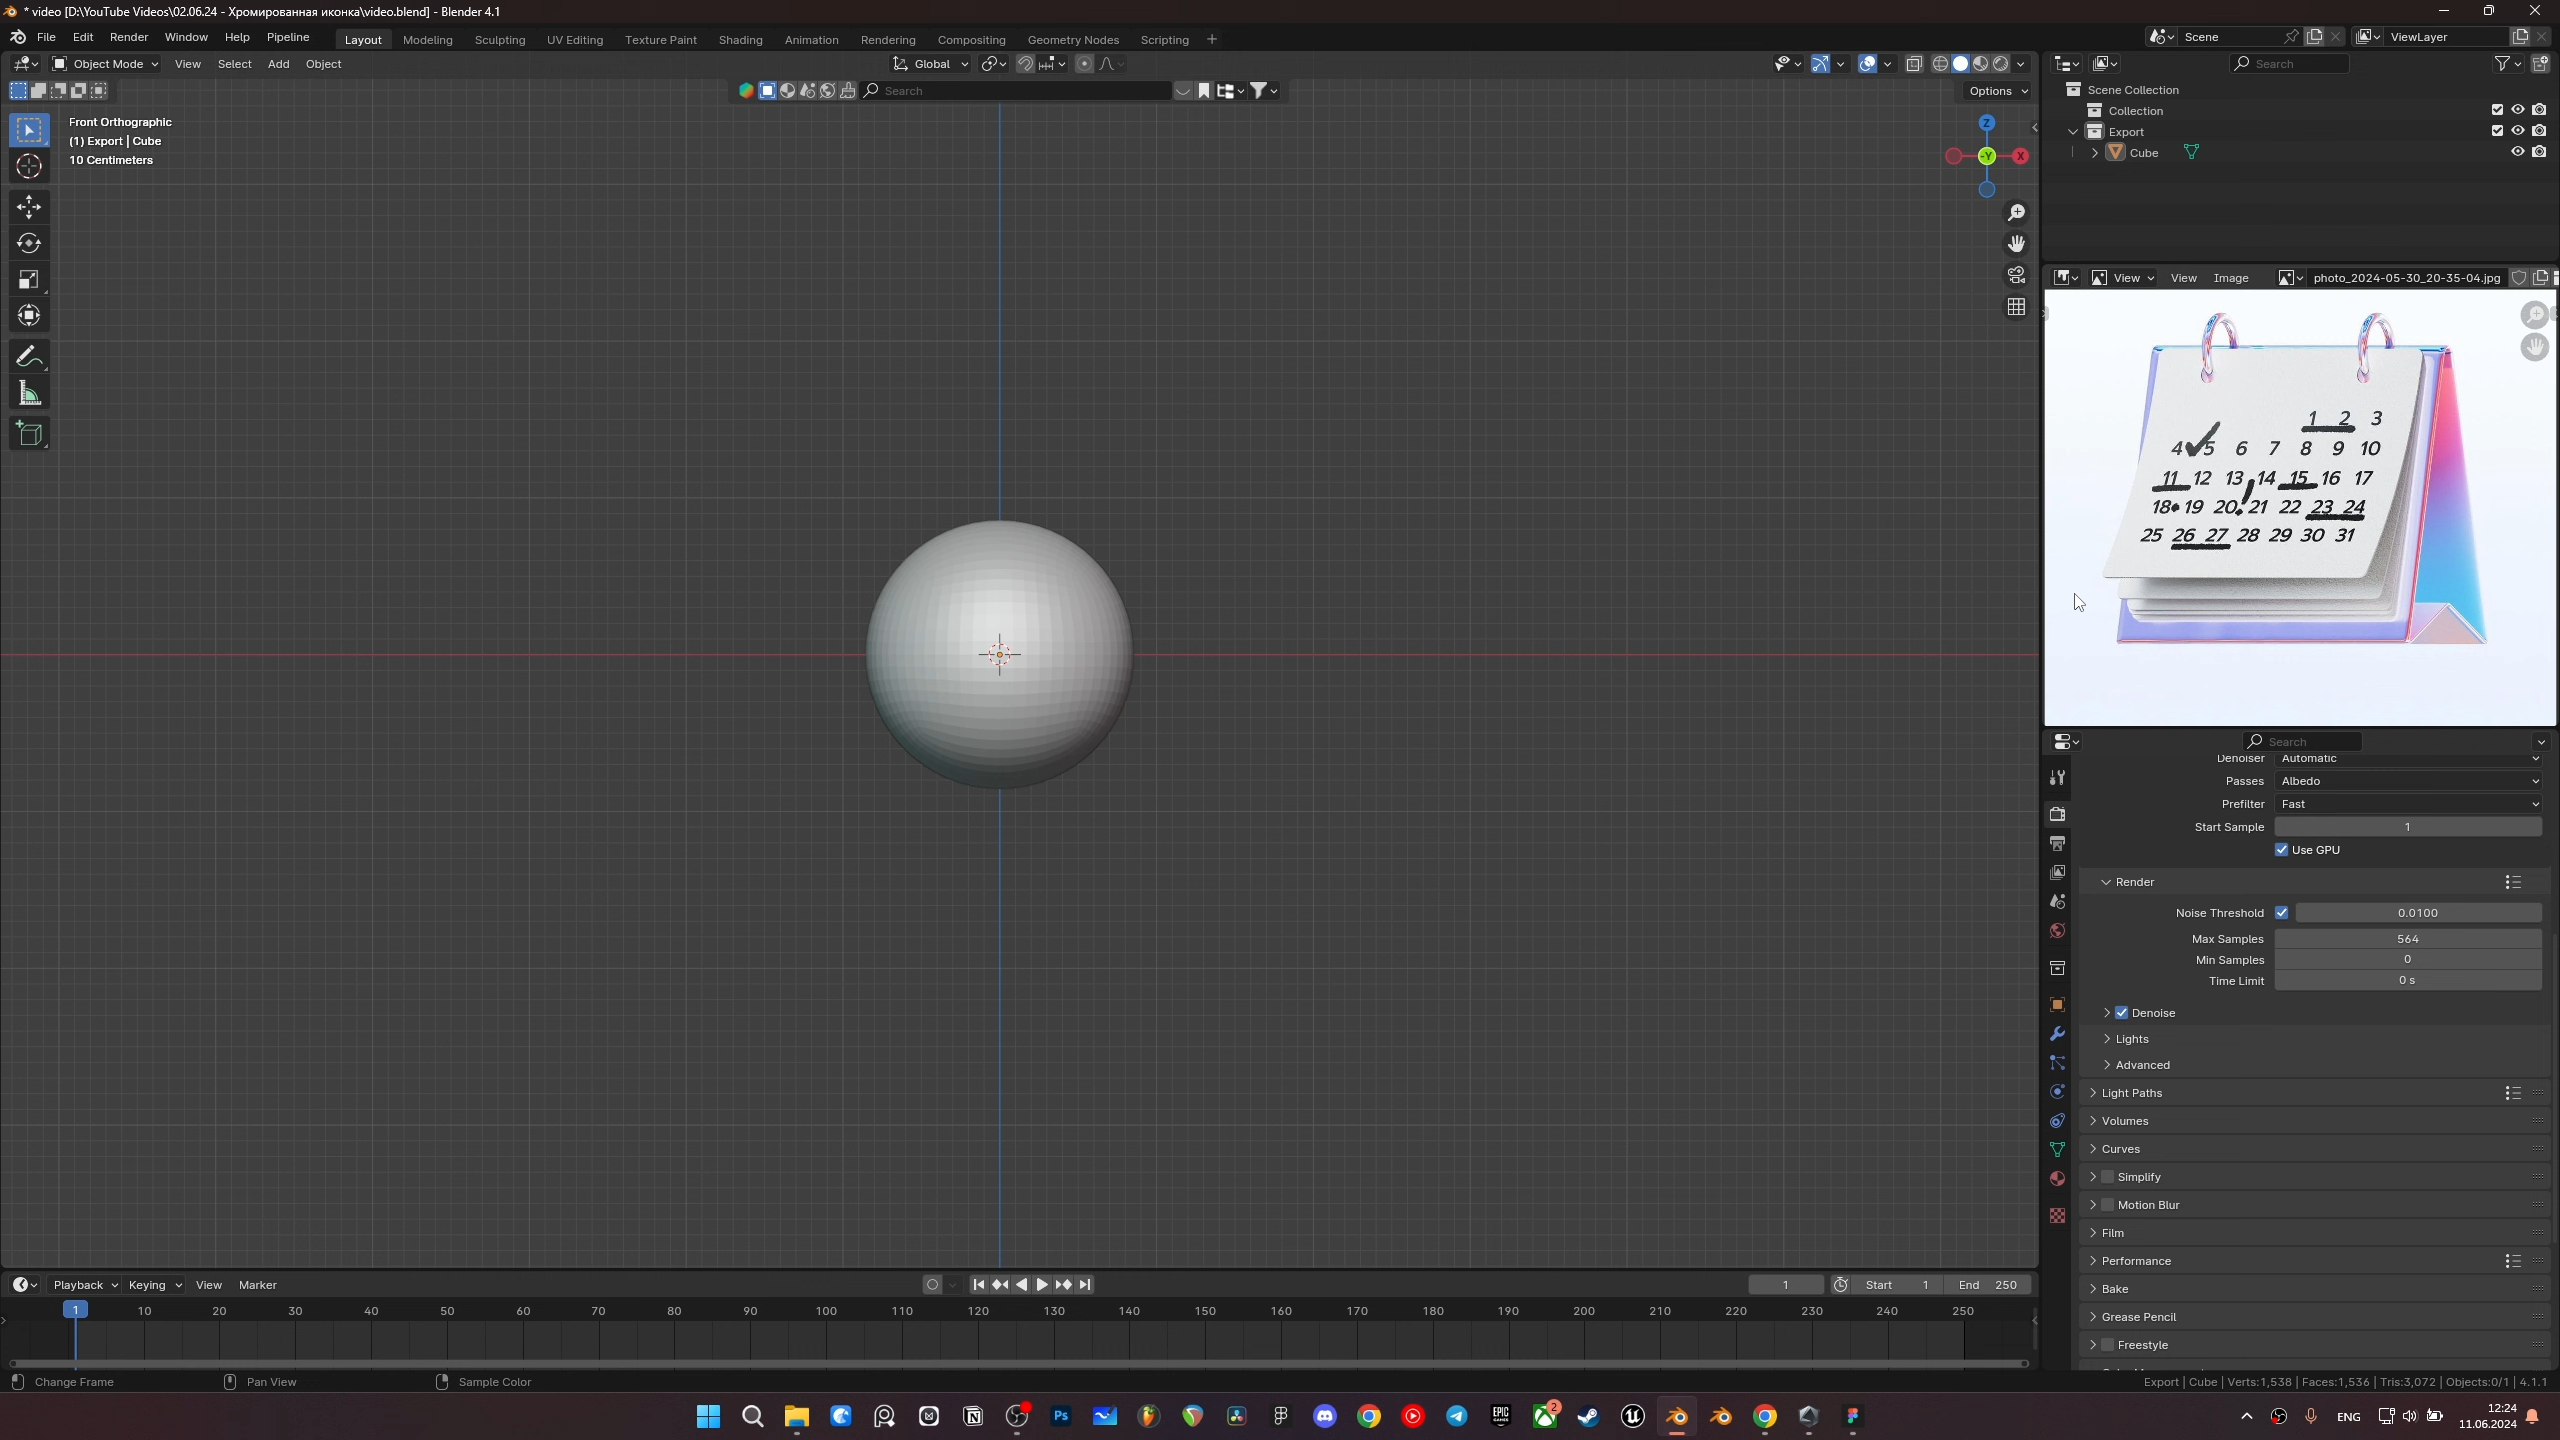 * video [D:\YouTube Videos\02.06.24 - Хромированная иконка\video.blend] - Blender 4.1
File Edit Render Window Help Pipeline Layout Modeling Sculpting UV Editing Texture Paint Shading Animation Rendering Compositing Geometry Nodes Scripting + Scene ViewLayer
Object Mode View Select Add Object Global Search
Search Options
Front Orthographic
(1) Export | Cube
10 Centimeters
Z
-Y X
Scene Collection
Collection
Export
Cube
View View Image photo_2024-05-30_20-35-04.jpg
1 2 3
4 5 6 7 8 9 10
11 12 13 14 15 16 17
18 19 20 21 22 23 24
25 26 27 28 29 30 31
Search
Denoiser Automatic
Passes Albedo
Prefilter Fast
Start Sample 1
Use GPU
Render
Noise Threshold 0.0100
Max Samples 564
Min Samples 0
Time Limit 0 s
Denoise
Lights
Advanced
Light Paths
Volumes
Curves
Simplify
Motion Blur
Film
Performance
Bake
Grease Pencil
Freestyle
Playback Keying View Marker 1 Start 1 End 250
1 10 20 30 40 50 60 70 80 90 100 110 120 130 140 150 160 170 180 190 200 210 220 230 240 250
Change Frame Pan View Sample Color Export | Cube | Verts:1,538 | Faces:1,536 | Tris:3,072 | Objects:0/1 | 4.1.1
Ps EPIC GAMES 2 ENG 12:24
11.06.2024